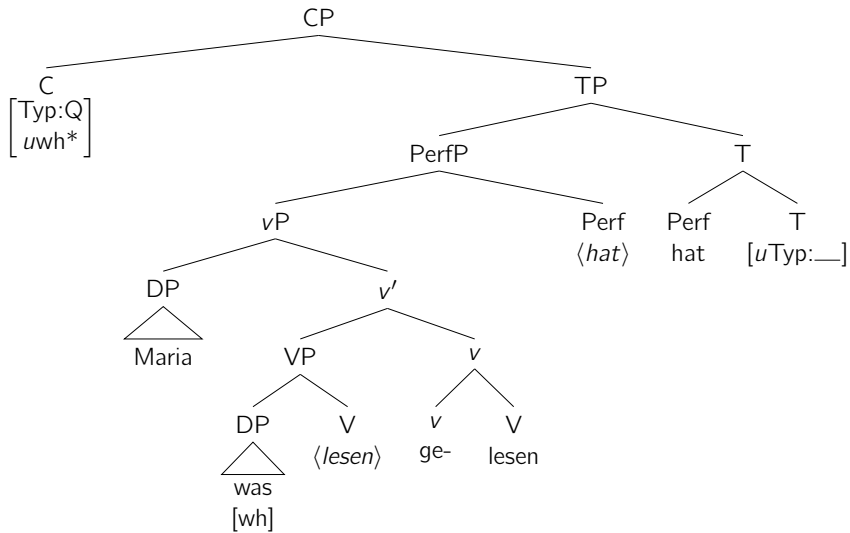 CP
C TP
[Typ:Q]
[uwh*]
PerfP T
vP Perf Perf T
⟨hat⟩ hat [uTyp:__]
DP v′
Maria VP v
DP V v V
⟨lesen⟩ ge- lesen
was
[wh]